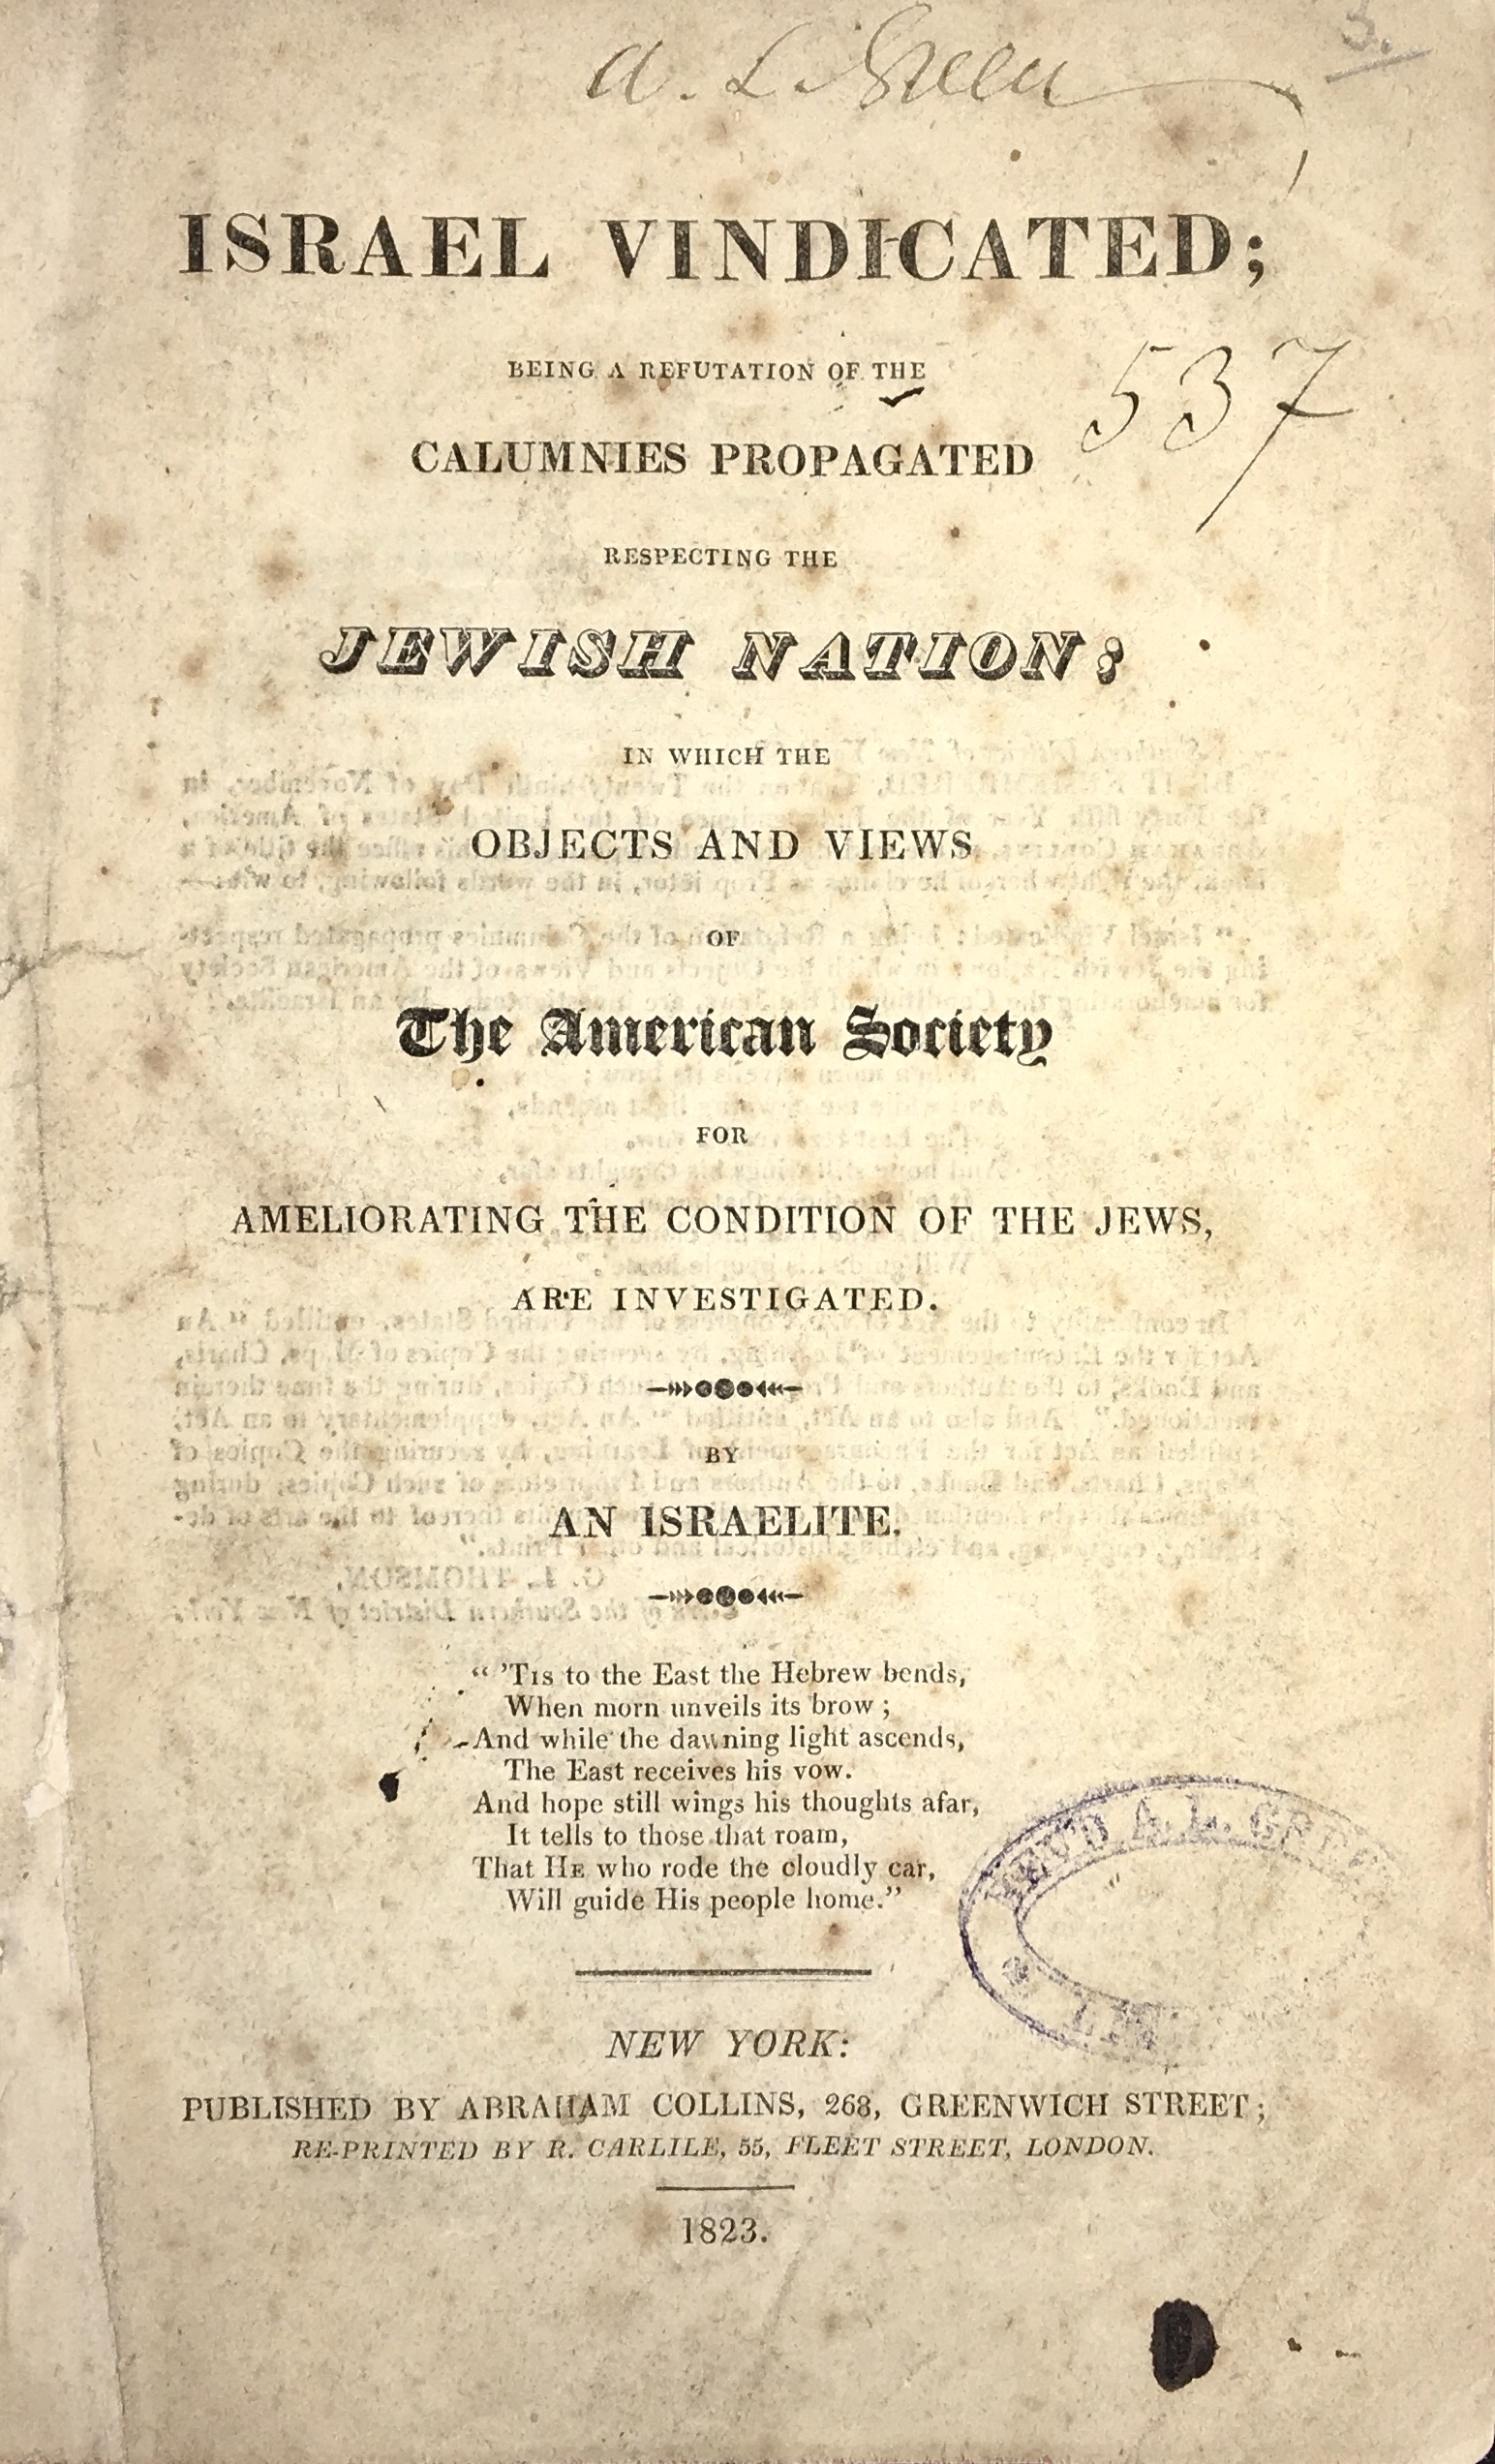 A. L. Green
3.
ISRAEL VINDICATED;
BEING A REFUTATION OF THE
537
CALUMNIES PROPAGATED
RESPECTING THE
JEWISH NATION;
IN WHICH THE
OBJECTS AND VIEWS
OF
The American Society
FOR
AMELIORATING THE CONDITION OF THE JEWS,
ARE INVESTIGATED.
BY
AN ISRAELITE.
“ 'TIS to the East the Hebrew bends,
When morn unveils its brow ;
And while the dawning light ascends,
The East receives his vow.
And hope still wings his thoughts afar,
It tells to those that roam,
That HE who rode the cloudly car,
Will guide His people home.”
A. L. GREEN
NEW YORK:
PUBLISHED BY ABRAHAM COLLINS, 268, GREENWICH STREET;
RE-PRINTED BY R. CARLILE, 55, FLEET STREET, LONDON.
1823.